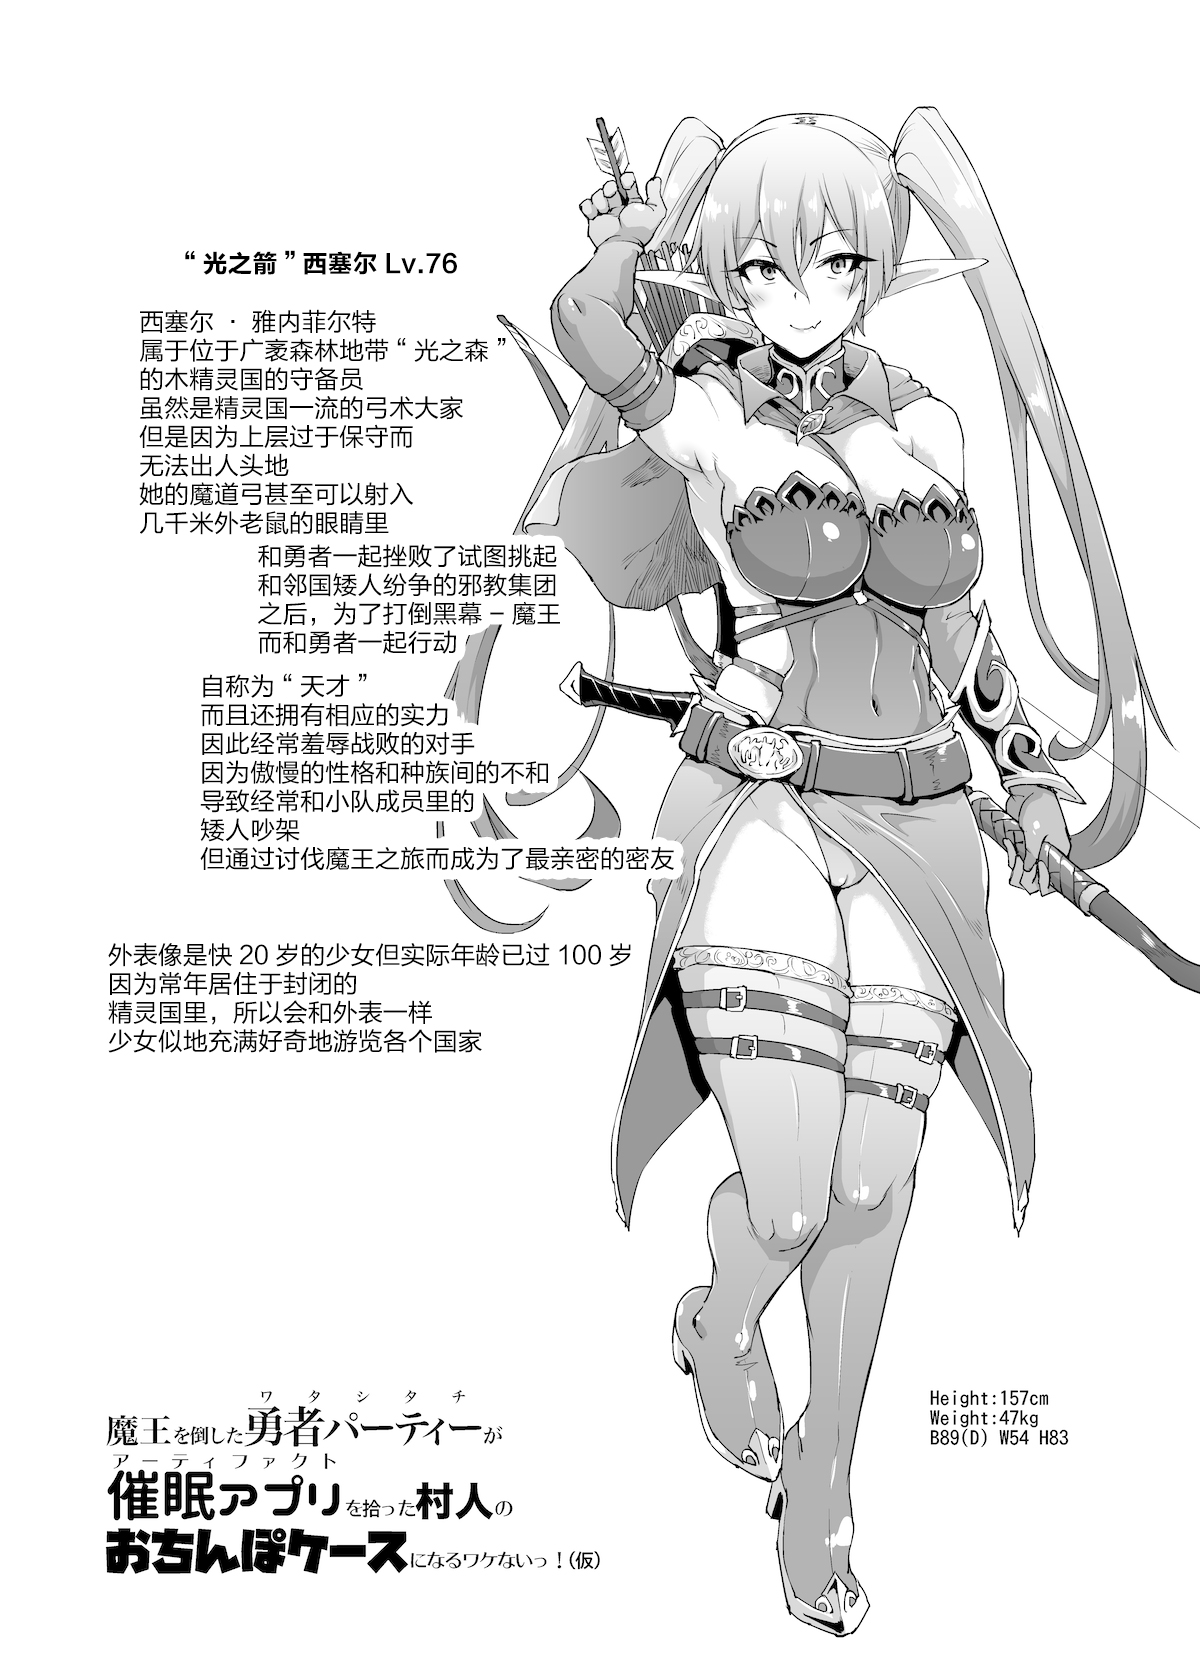 “光之箭”西塞尔 Lv.76
西塞尔 · 雅内菲尔特
属于位于广袤森林地带“光之森”
的木精灵国的守备员
虽然是精灵国一流的弓术大家
但是因为上层过于保守而
无法出人头地
她的魔道弓甚至可以射入
几千米外老鼠的眼睛里
和勇者一起挫败了试图挑起
和邻国矮人纷争的邪教集团
之后，为了打倒黑幕－魔王
而和勇者一起行动
自称为“天才”
而且还拥有相应的实力
因此经常羞辱战败的对手
因为傲慢的性格和种族间的不和
导致经常和小队成员里的
矮人吵架
但通过讨伐魔王之旅而成为了最亲密的密友
外表像是快 20 岁的少女但实际年龄已过 100 岁
因为常年居住于封闭的
精灵国里，所以会和外表一样
少女似地充满好奇地游览各个国家
ワタシタチ
魔王を倒した勇者パーティーが
アーティファクト
催眠アプリを拾った村人の
おちんぽケースになるワケないっ！(仮)
Height:157cm
Weight:47kg
B89(D) W54 H83